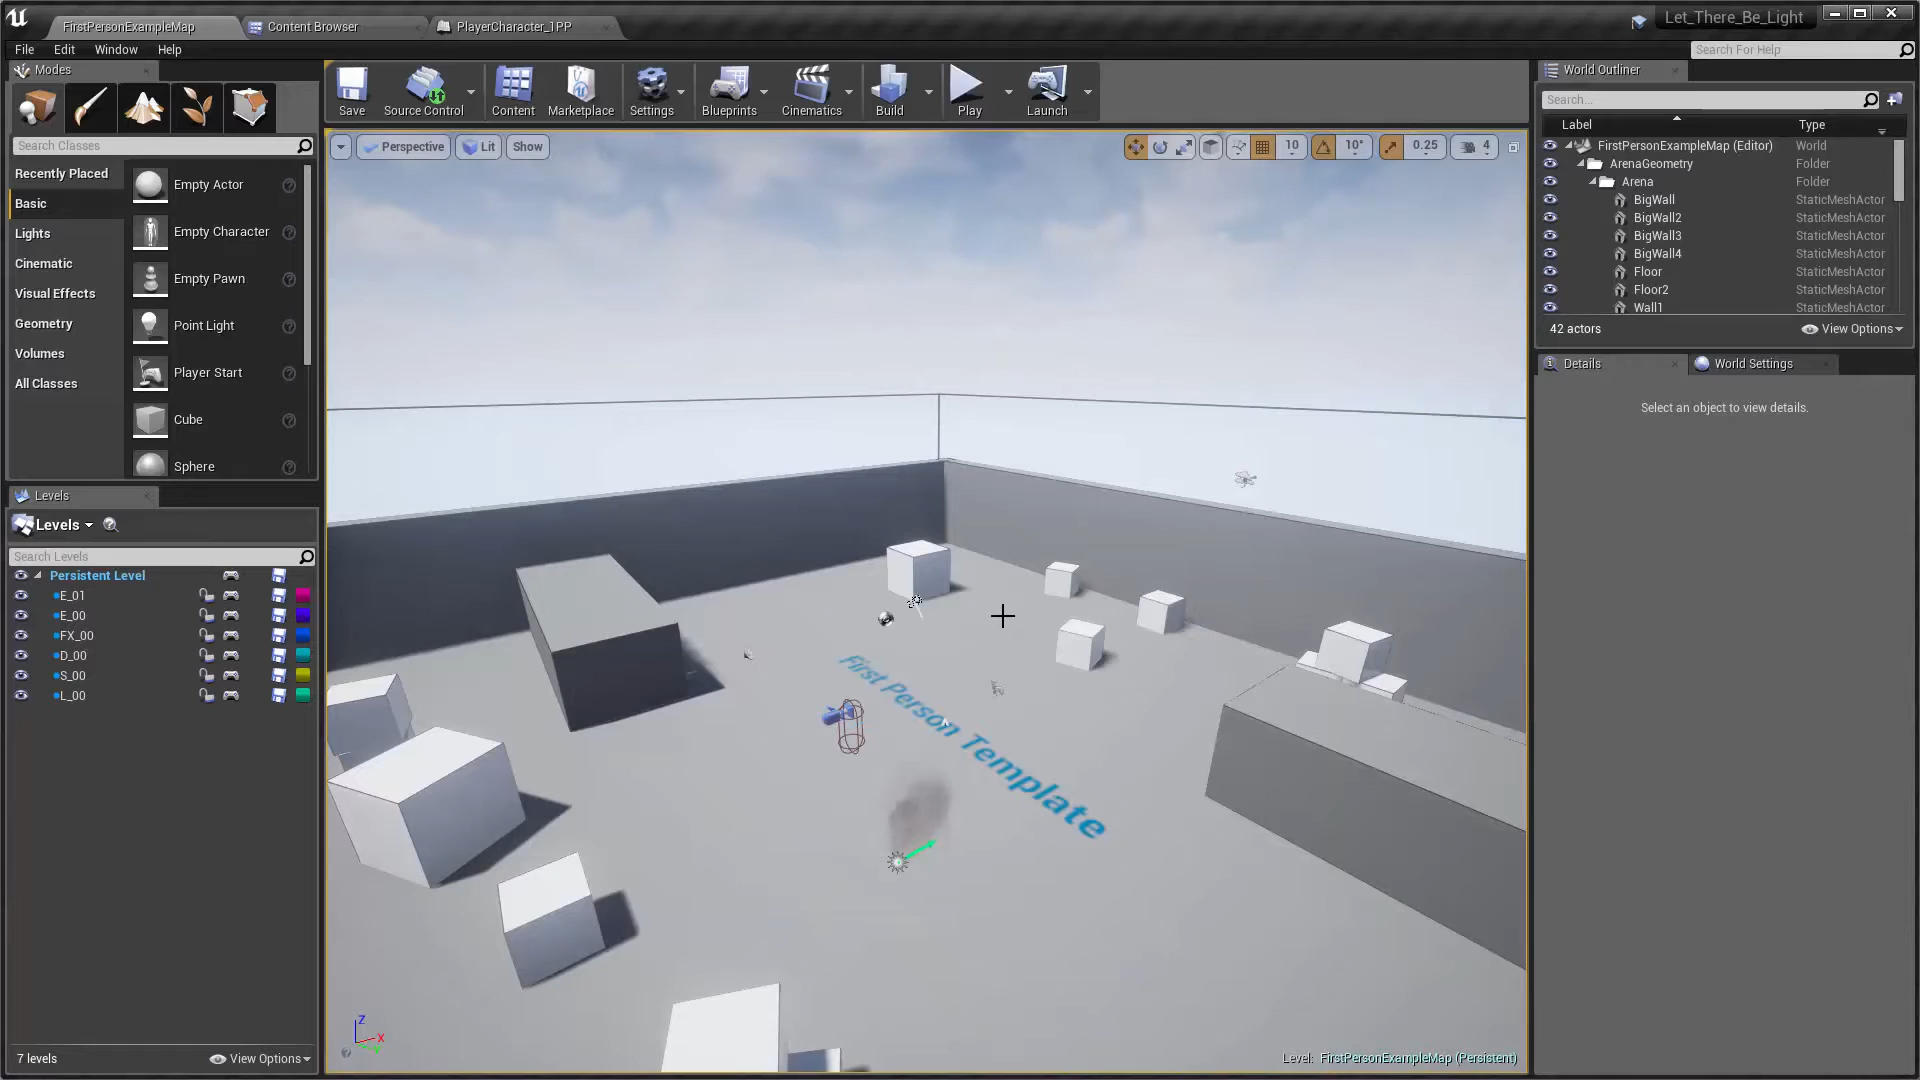 FirstPersonExampleMap
Content Browser
PlayerCharacter_1PP
Let_There_Be_Light
File Edit Window Help
Search For Help
Modes
Save
Source Control
Content
Marketplace
Settings
Blueprints
Cinematics
Build
Play
Launch
Search Classes
Recently Placed
Basic
Lights
Cinematic
Visual Effects
Geometry
Volumes
All Classes
Empty Actor
Empty Character
Empty Pawn
Point Light
Player Start
Cube
Sphere
Levels
Levels
Search Levels
Persistent Level
E_01
E_00
FX_00
D_00
S_00
L_00
7 levels
View Options
Perspective
Lit
Show
10
10°
0.25
4
First Person Template
Z
X
Y
Level: FirstPersonExampleMap (Persistent)
World Outliner
Search...
Label Type
FirstPersonExampleMap (Editor) World
ArenaGeometry Folder
Arena Folder
BigWall StaticMeshActor
BigWall2 StaticMeshActor
BigWall3 StaticMeshActor
BigWall4 StaticMeshActor
Floor StaticMeshActor
Floor2 StaticMeshActor
Wall1 StaticMeshActor
42 actors
View Options
Details
World Settings
Select an object to view details.